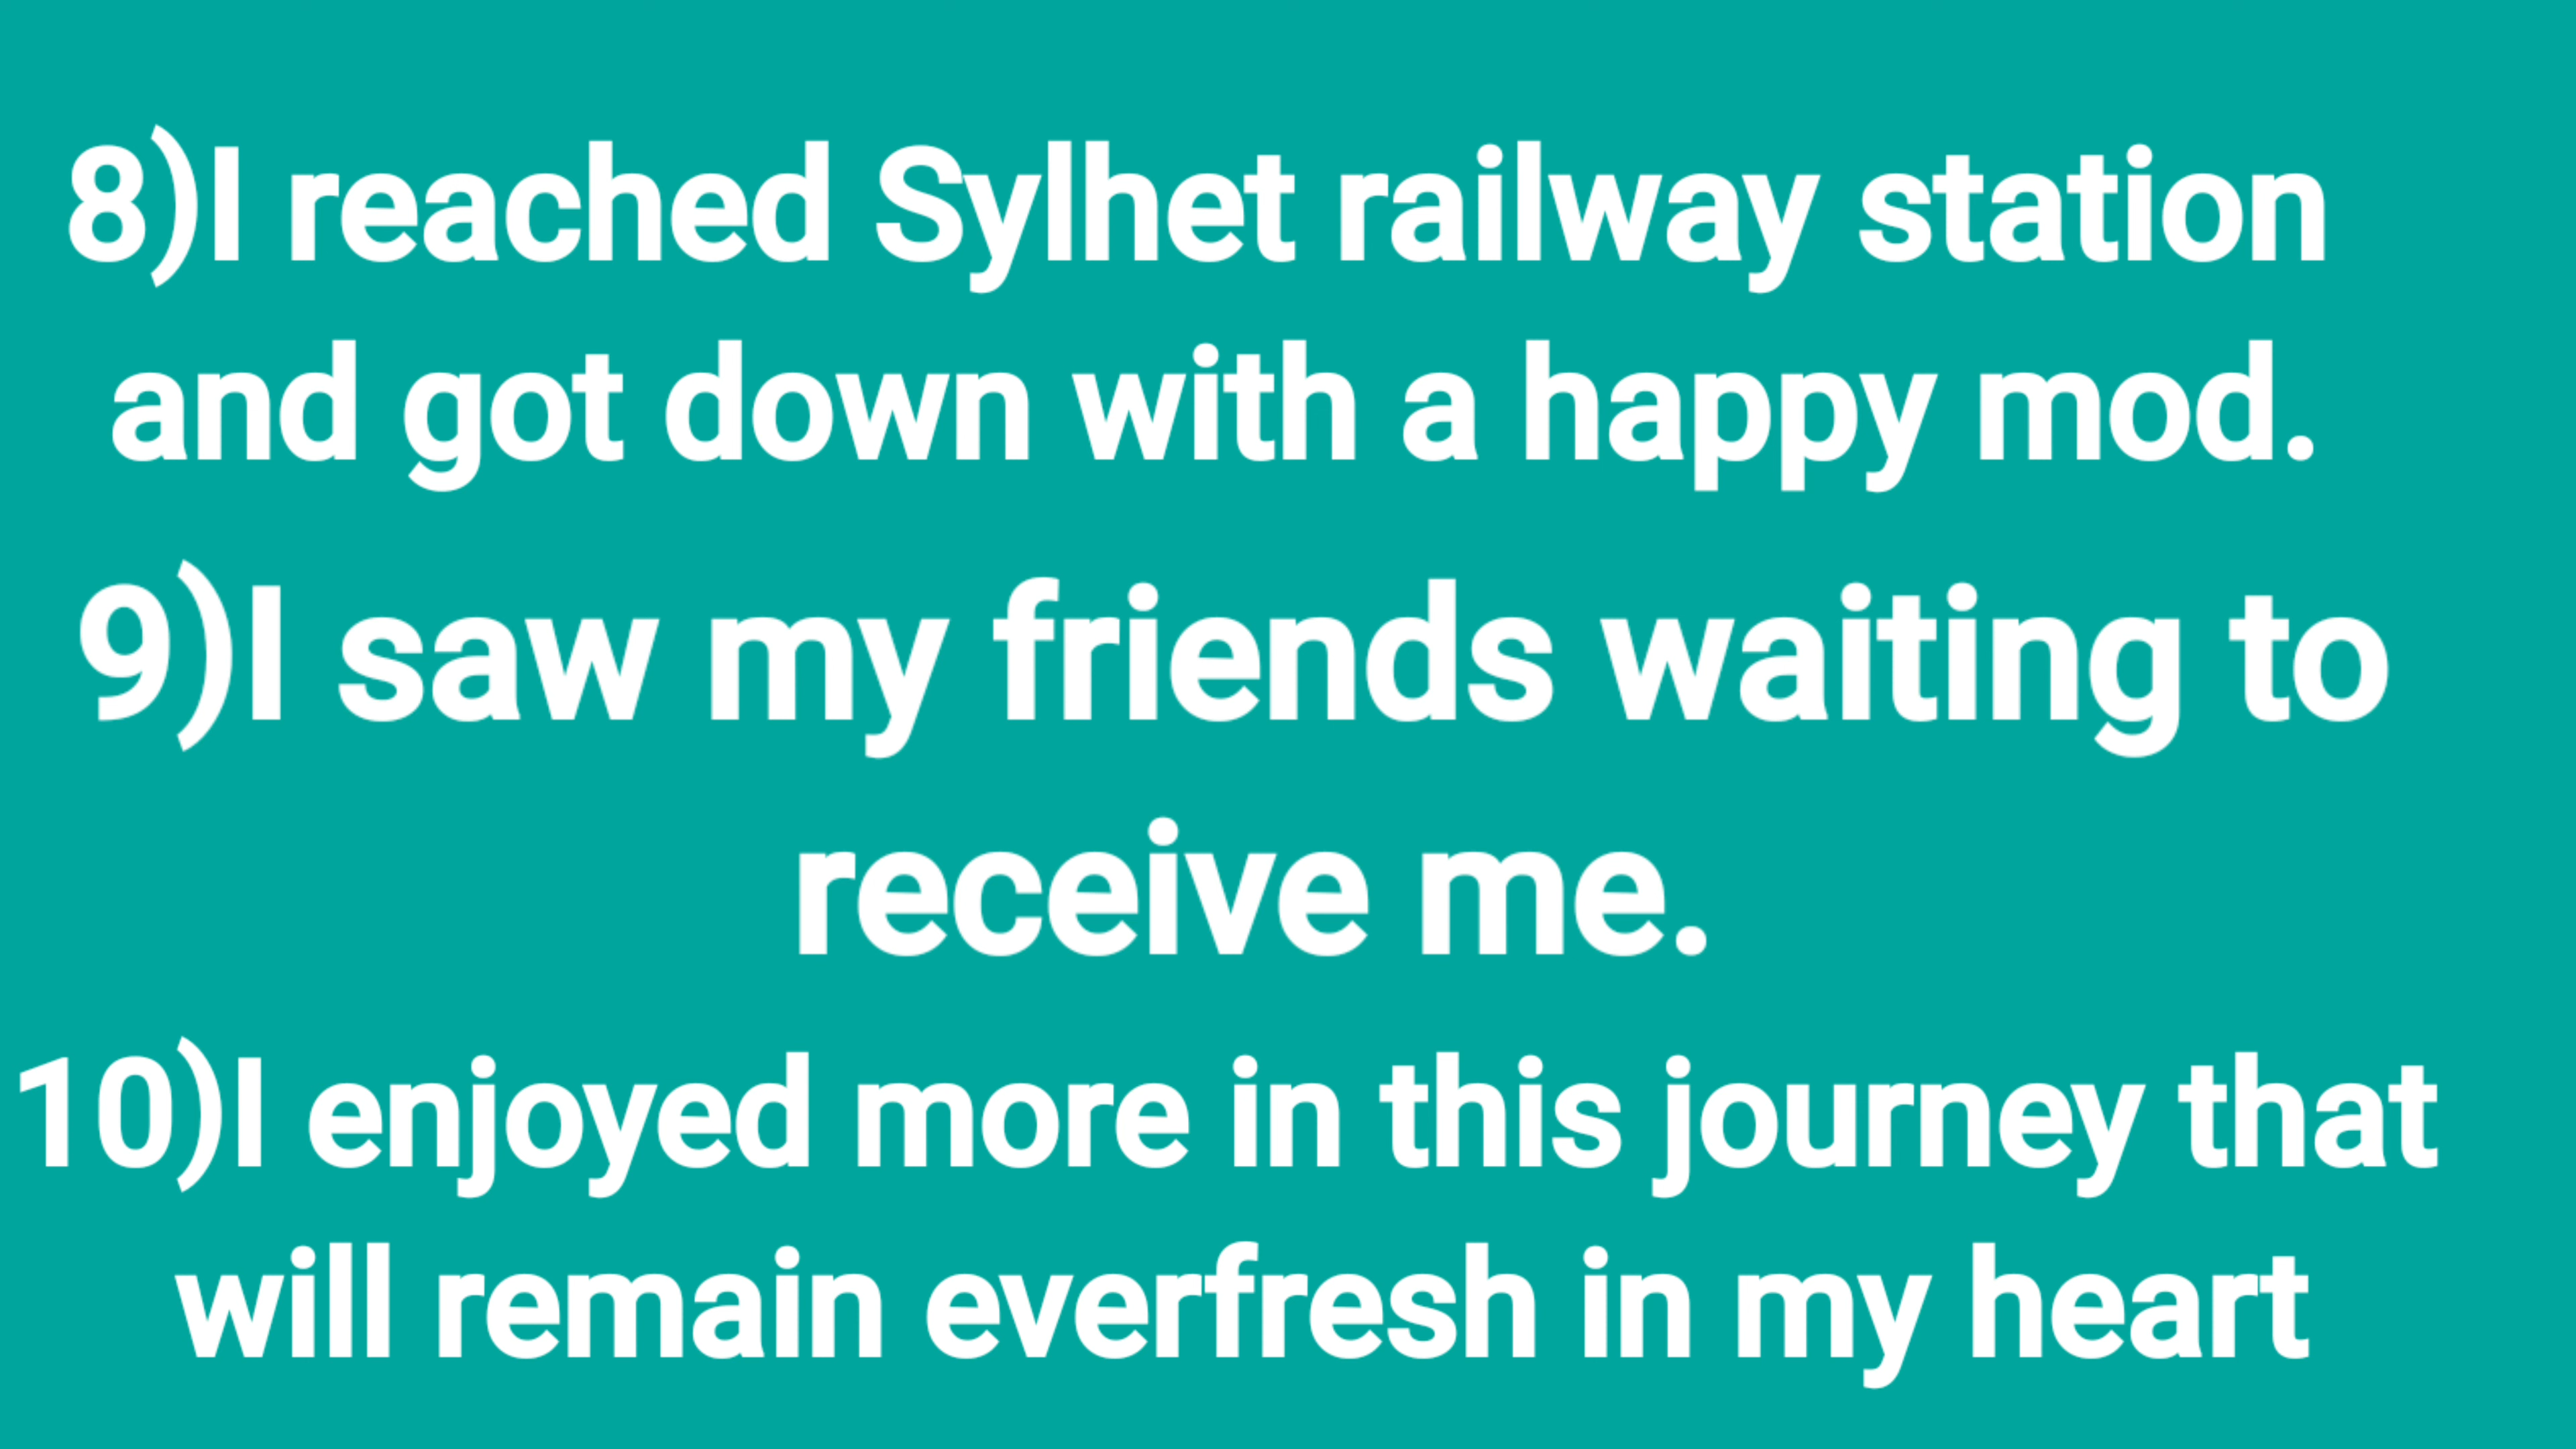 8)I reached Sylhet railway station
and got down with a happy mod.
9)I saw my friends waiting to
receive me.
10)I enjoyed more in this journey that
will remain everfresh in my heart